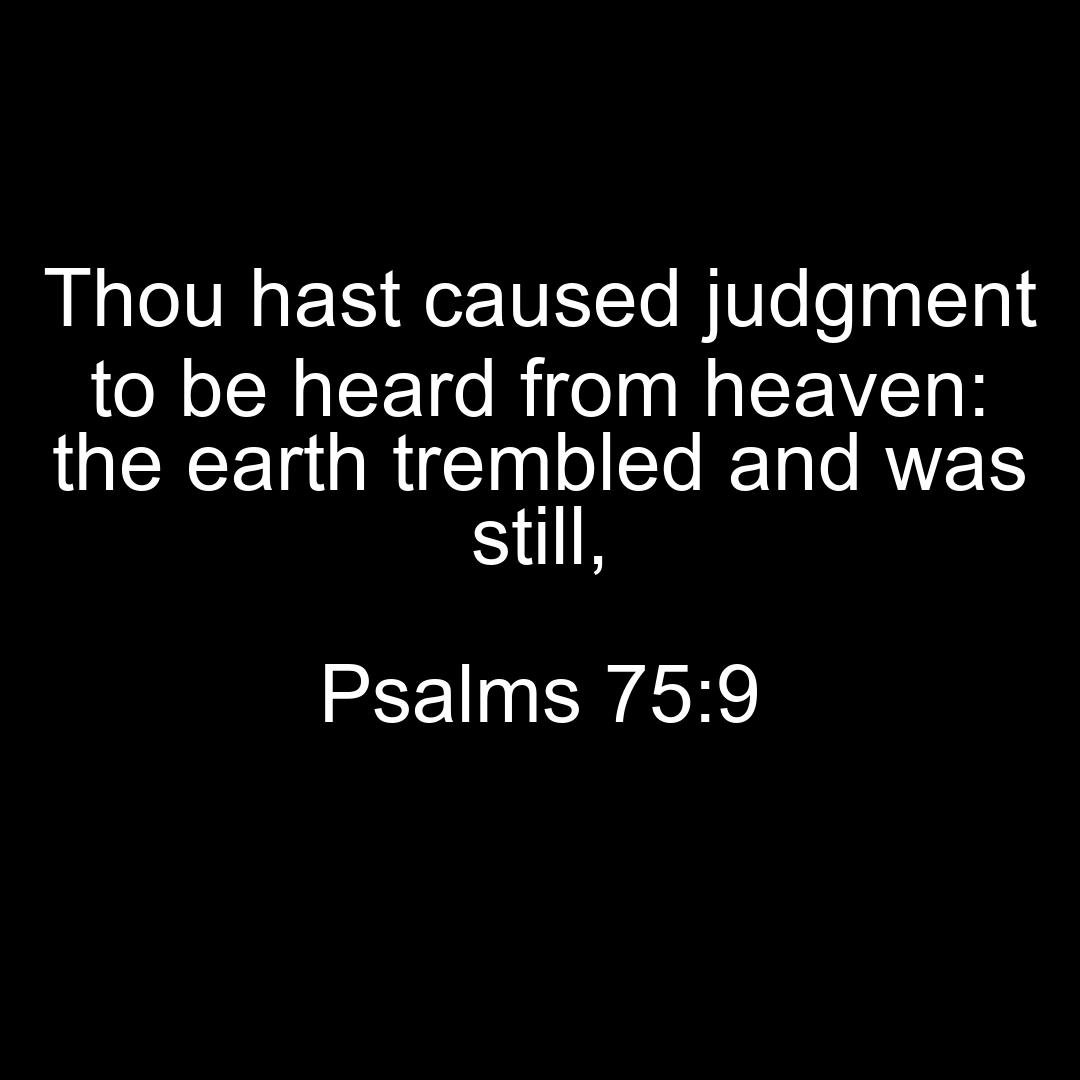 Thou hast caused judgment
to be heard from heaven:
the earth trembled and was
still,
Psalms 75:9